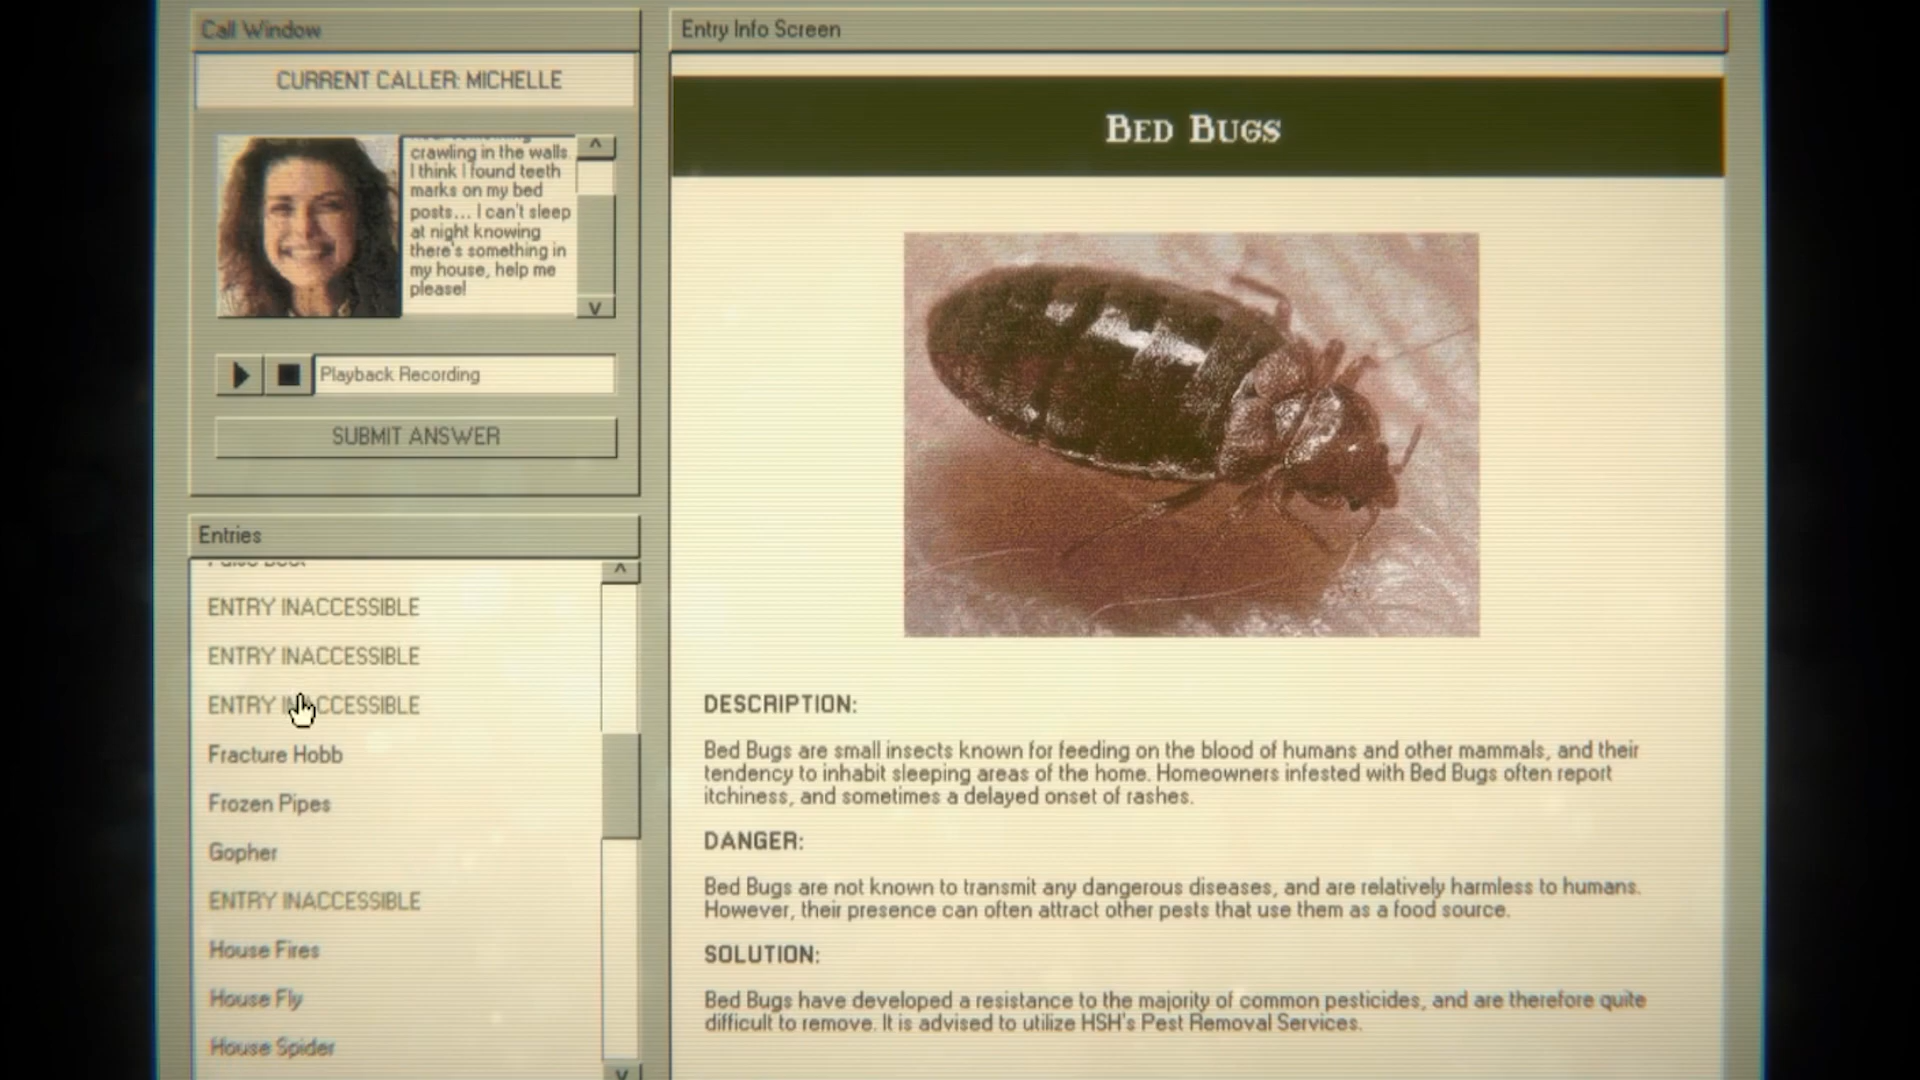 Call Window
CURRENT CALLER: MICHELLE
crawling in the walls.
I think I found teeth
marks on my bed
posts... I can't sleep
at night knowing
there's something in
my house, help me
please!
Playback Recording
SUBMIT ANSWER
Entries
ENTRY INACCESSIBLE
ENTRY INACCESSIBLE
ENTRY INACCESSIBLE
Fracture Hobb
Frozen Pipes
Gopher
ENTRY INACCESSIBLE
House Fires
House Fly
House Spider
Entry Info Screen
BED BUGS
DESCRIPTION:
Bed Bugs are small insects known for feeding on the blood of humans and other mammals, and their
tendency to inhabit sleeping areas of the home. Homeowners infested with Bed Bugs often report
itchiness, and sometimes a delayed onset of rashes.
DANGER:
Bed Bugs are not known to transmit any dangerous diseases, and are relatively harmless to humans.
However, their presence can often attract other pests that use them as a food source.
SOLUTION:
Bed Bugs have developed a resistance to the majority of common pesticides, and are therefore quite
difficult to remove. It is advised to utilize HSH's Pest Removal Services.